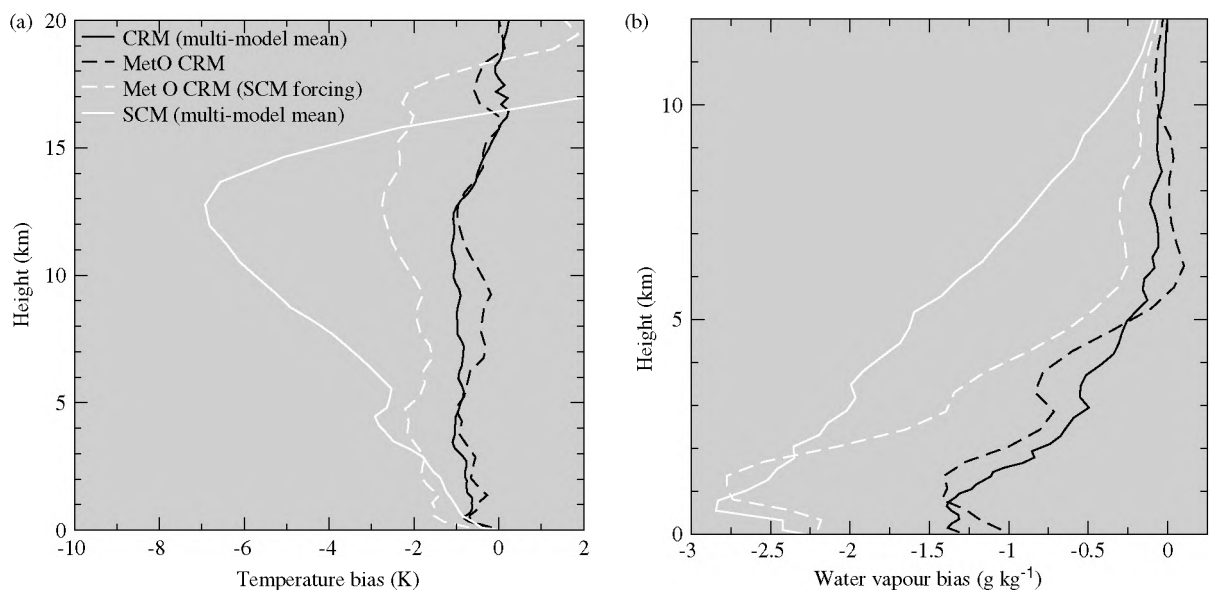 (a)
CRM (multi-model mean)
MetO CRM
Met O CRM (SCM forcing)
SCM (multi-model mean)
20
15
10
5
0
Height (km)
-10 -8 -6 -4 -2 0 2
Temperature bias (K)
(b)
10
5
0
Height (km)
-3 -2.5 -2 -1.5 -1 -0.5 0
Water vapour bias (g kg⁻¹)